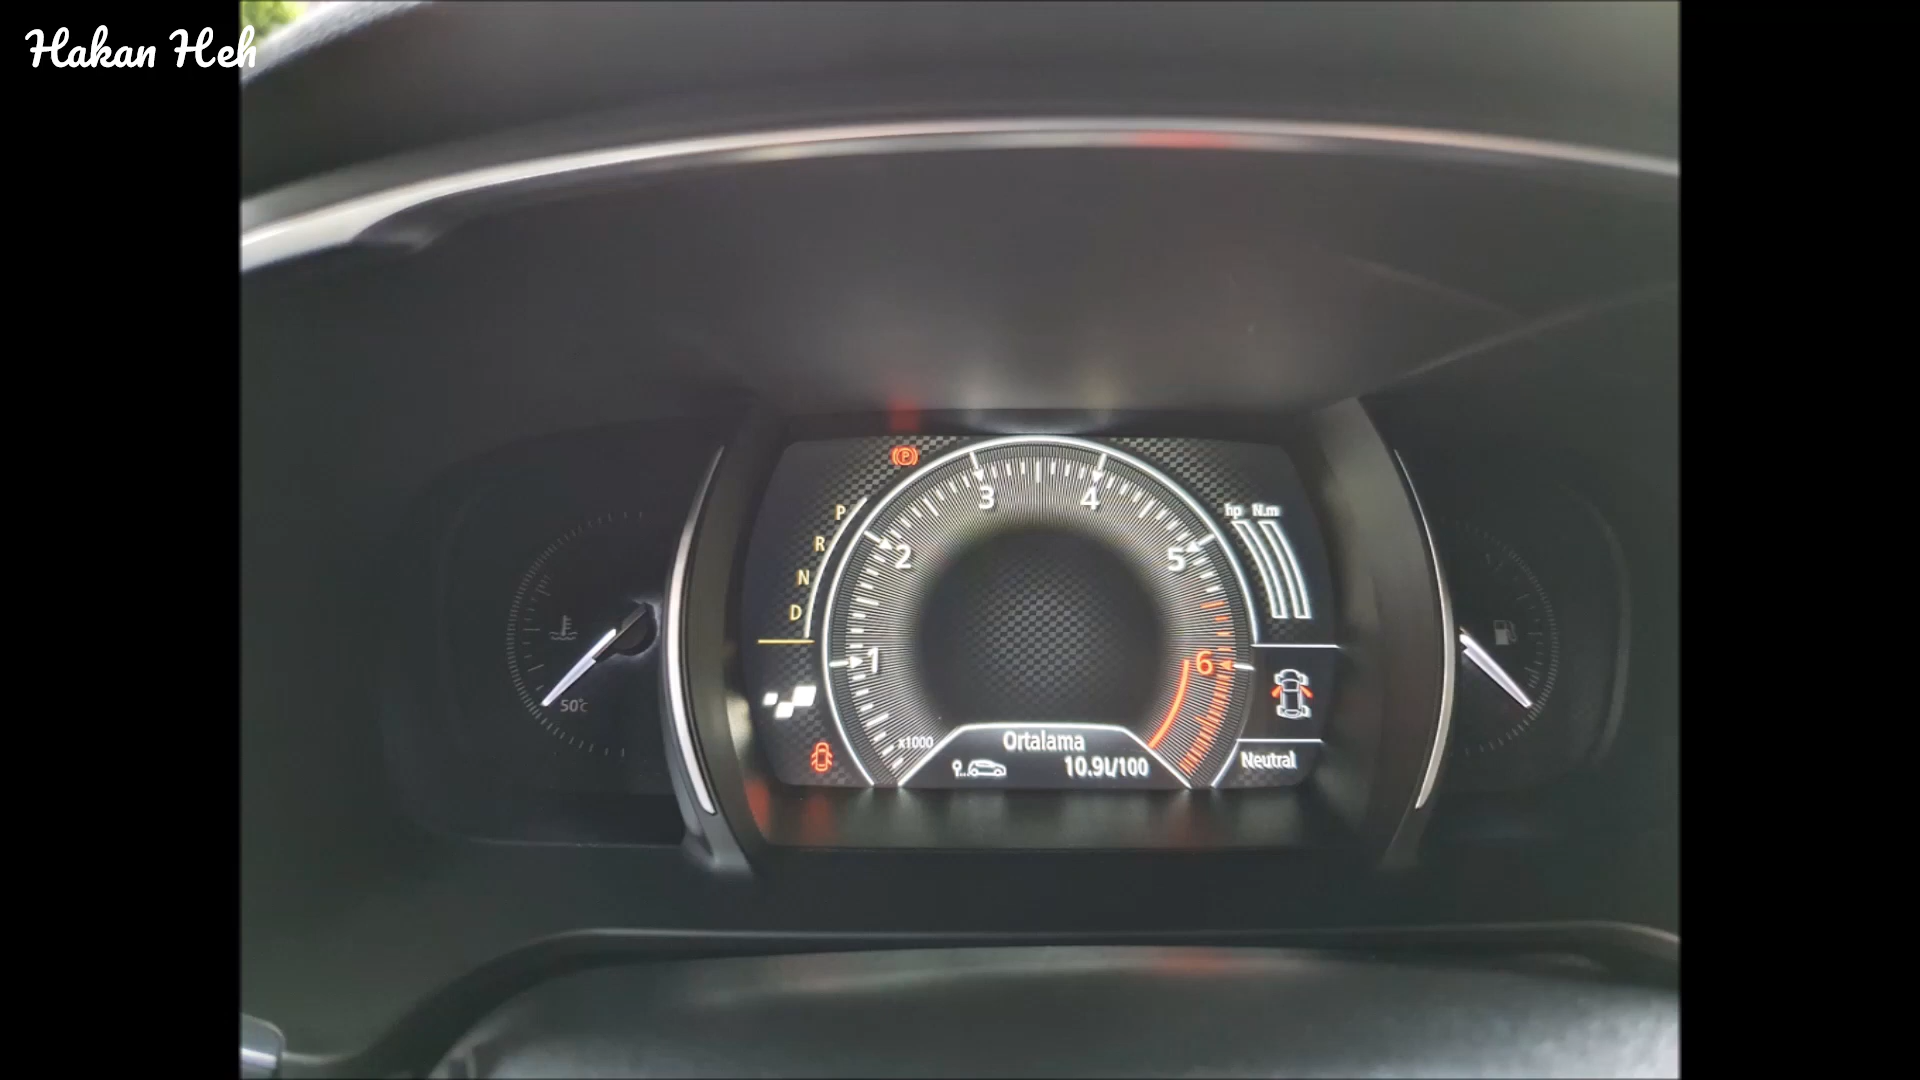 Hakan Heh
P
R
N
D
1
2
3
4
5
6
x1000
hp N.m
50°c
Ortalama
10.9L/100
Neutral